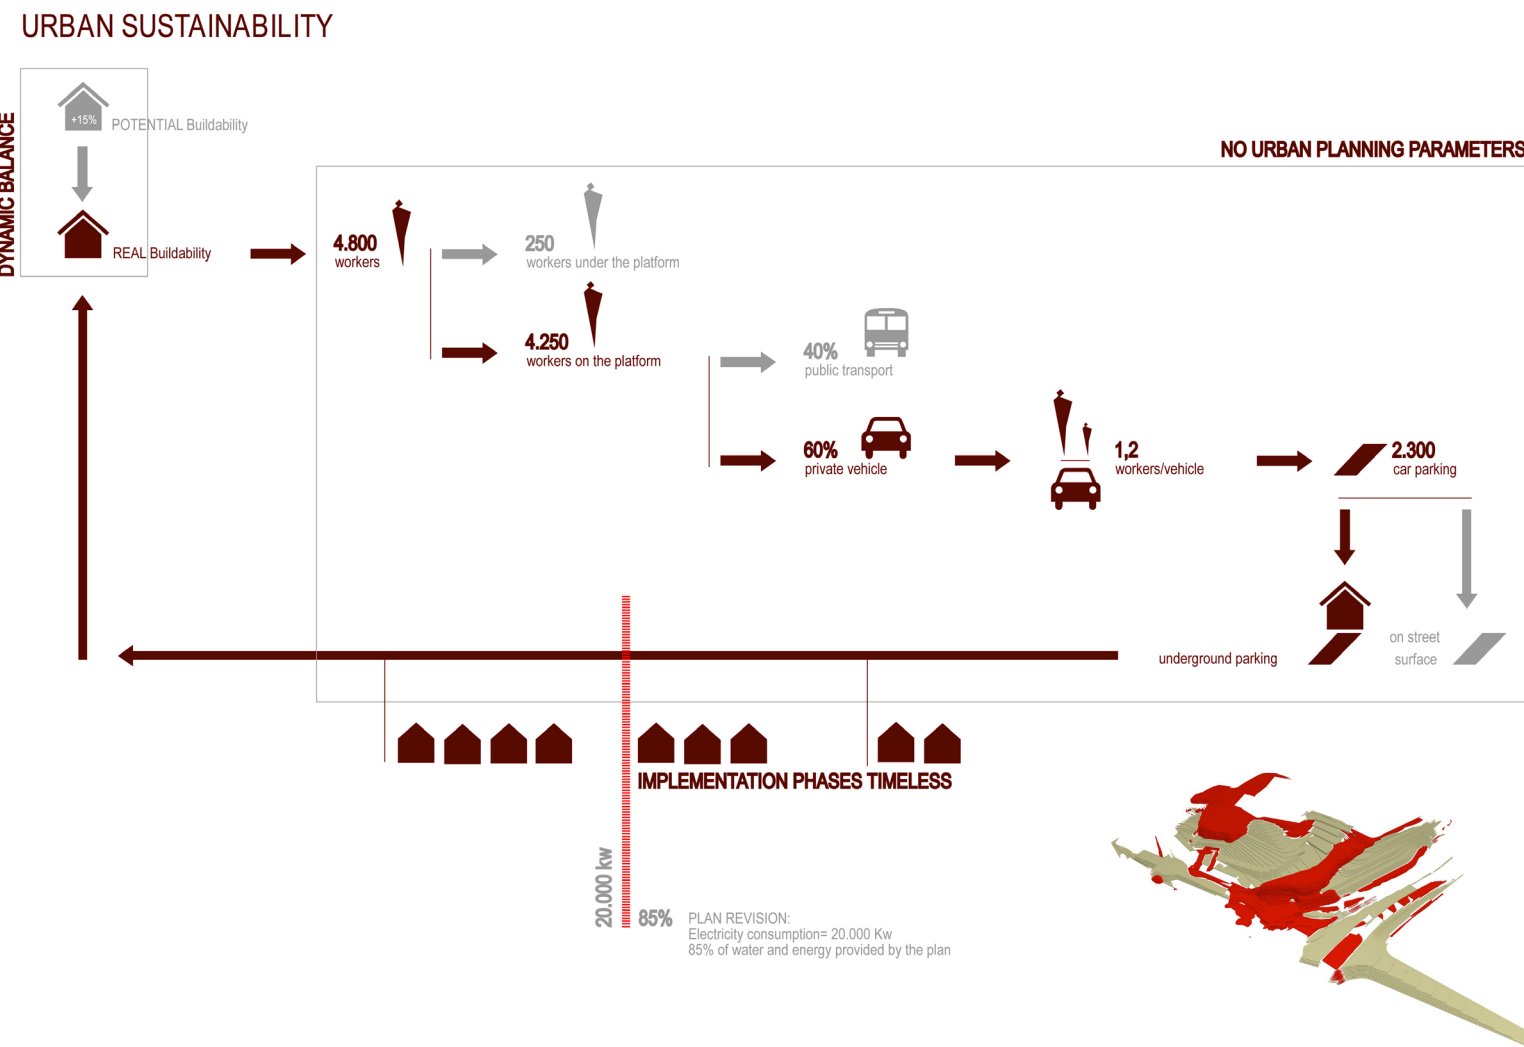 URBAN SUSTAINABILITY
DYNAMIC BALANCE
+15%
POTENTIAL Buildability
REAL Buildability
NO URBAN PLANNING PARAMETERS
4.800
workers
250
workers under the platform
4.250
workers on the platform
40%
public transport
60%
private vehicle
1,2
workers/vehicle
2.300
car parking
underground parking
on street
surface
IMPLEMENTATION PHASES TIMELESS
20.000 kw
85%
PLAN REVISION:
Electricity consumption= 20.000 Kw
85% of water and energy provided by the plan